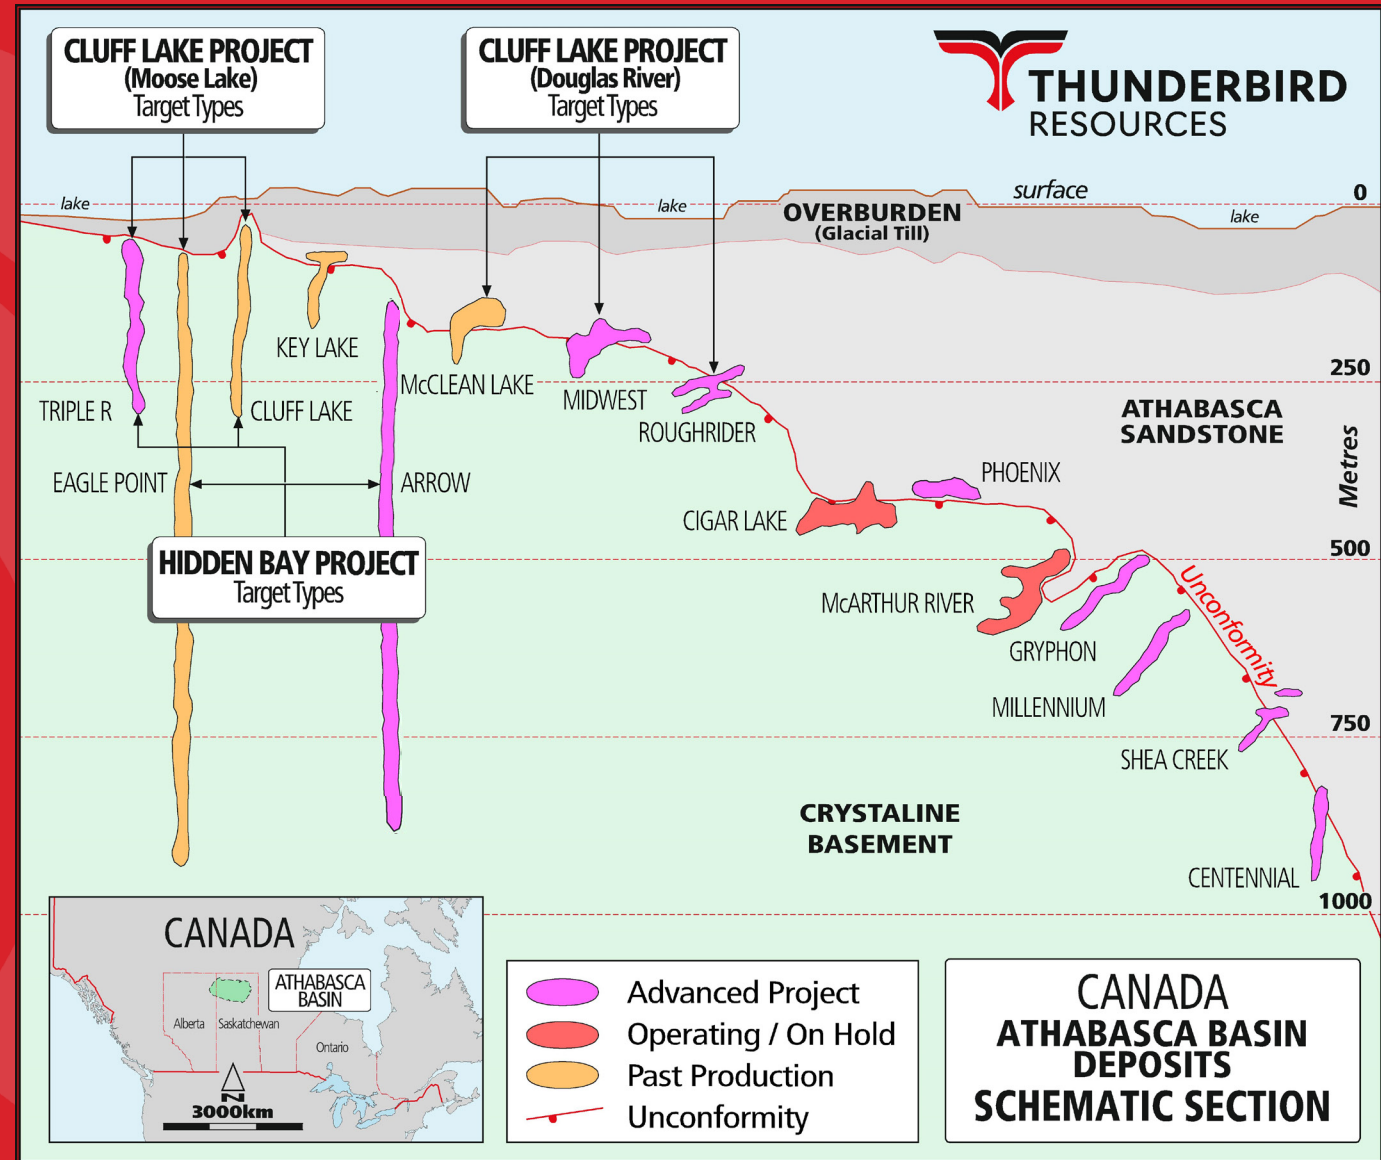 CLUFF LAKE PROJECT
(Moose Lake)
Target Types
CLUFF LAKE PROJECT
(Douglas River)
Target Types
THUNDERBIRD
RESOURCES
lake
lake
surface
0
lake
OVERBURDEN
(Glacial Till)
KEY LAKE
McCLEAN LAKE
MIDWEST
250
TRIPLE R
CLUFF LAKE
ROUGHRIDER
ATHABASCA
SANDSTONE
Metres
EAGLE POINT
ARROW
PHOENIX
CIGAR LAKE
500
HIDDEN BAY PROJECT
Target Types
McARTHUR RIVER
GRYPHON
Unconformity
MILLENNIUM
750
SHEA CREEK
CRYSTALINE
BASEMENT
CENTENNIAL
1000
CANADA
ATHABASCA
BASIN
Alberta
Saskatchewan
Ontario
N
3000km
Advanced Project
Operating / On Hold
Past Production
Unconformity
CANADA
ATHABASCA BASIN
DEPOSITS
SCHEMATIC SECTION